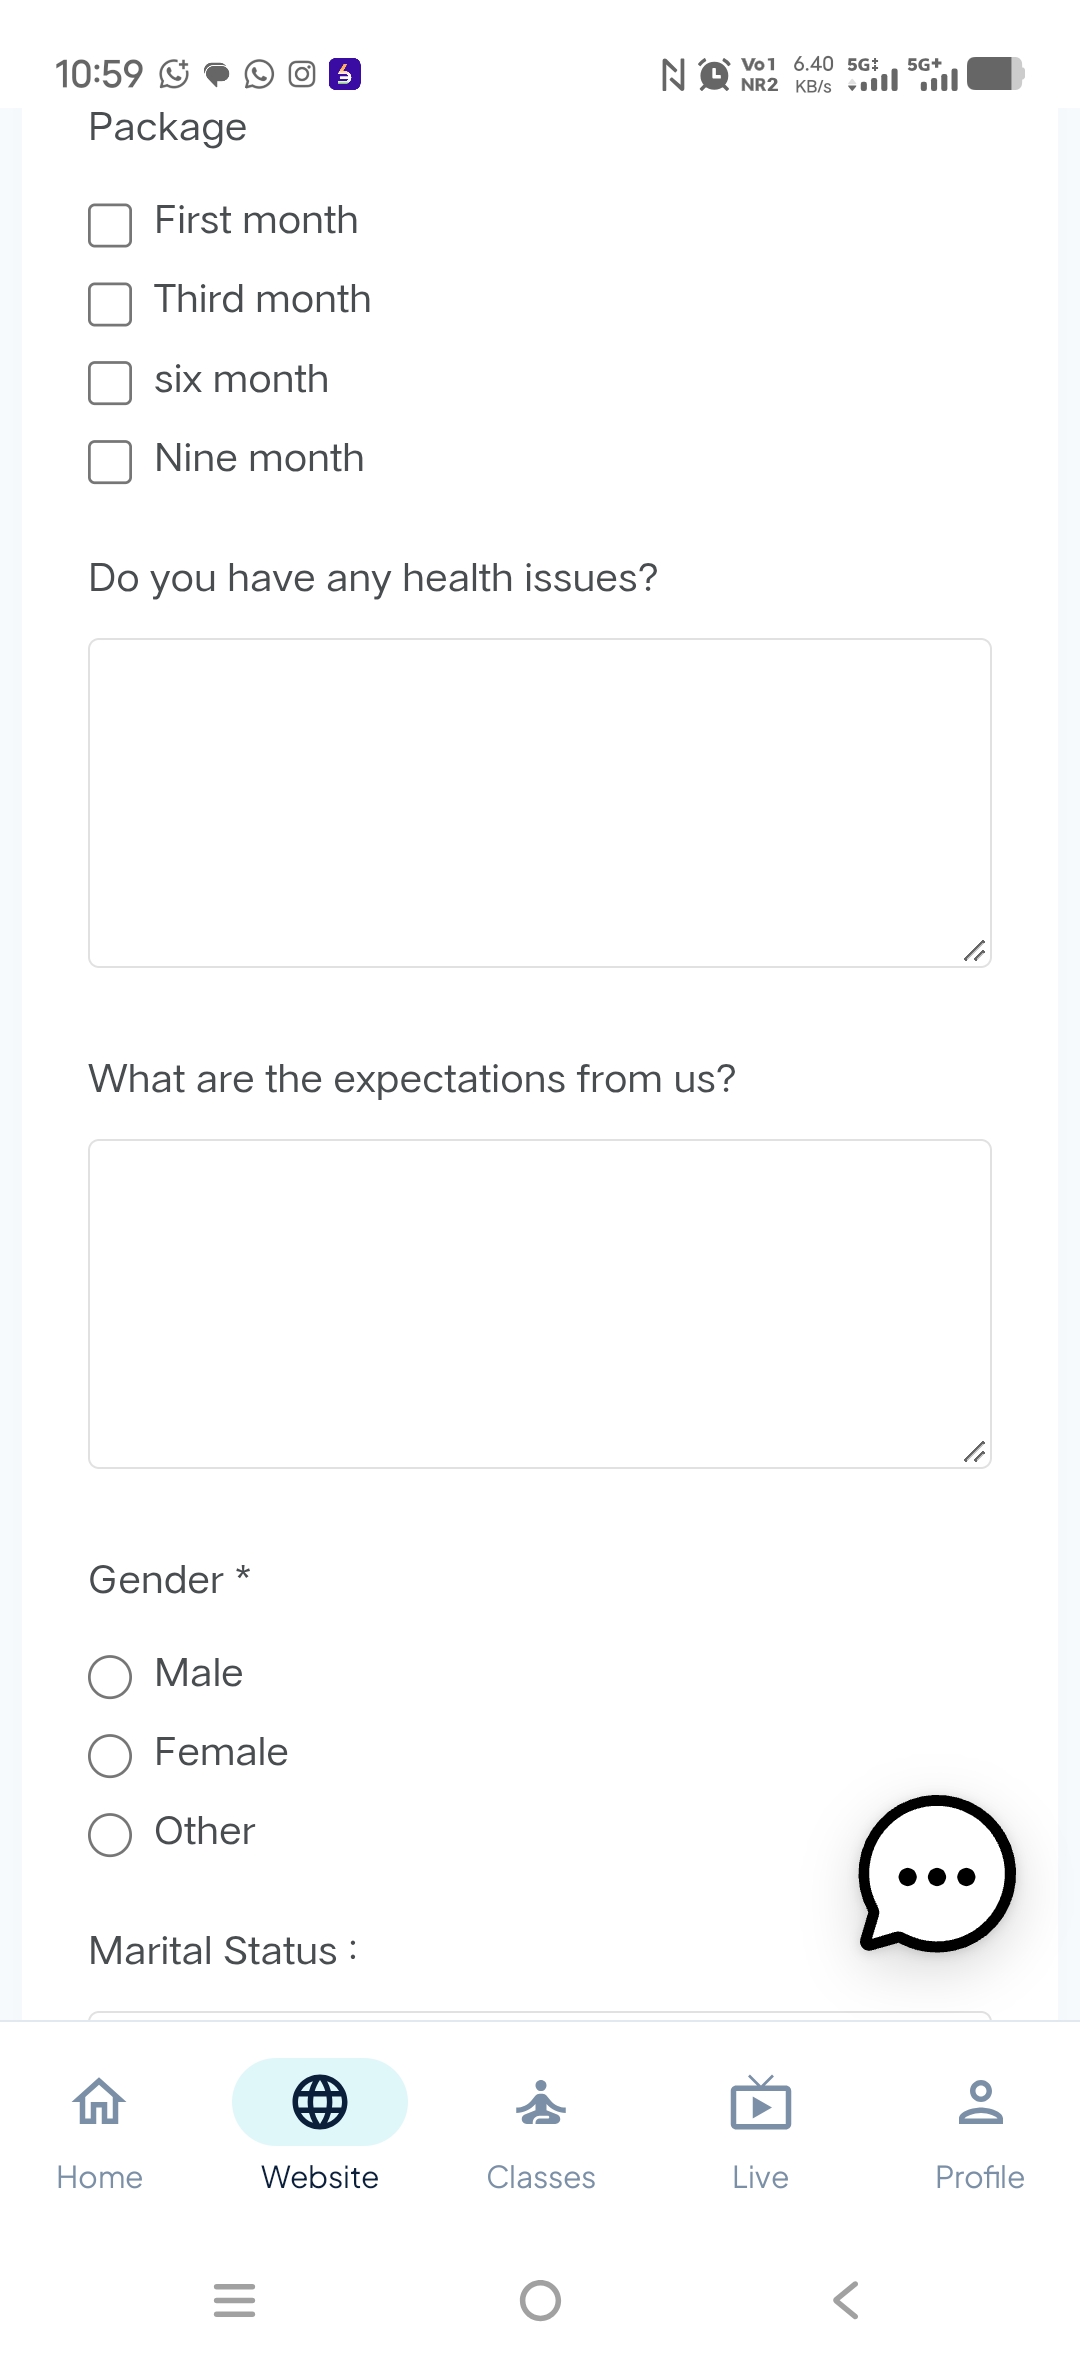 10:59
Vo1 NR2 6.40 KB/s 5G 5G+
Package
First month
Third month
six month
Nine month
Do you have any health issues?
What are the expectations from us?
Gender *
Male
Female
Other
Marital Status :
Home Website Classes Live Profile